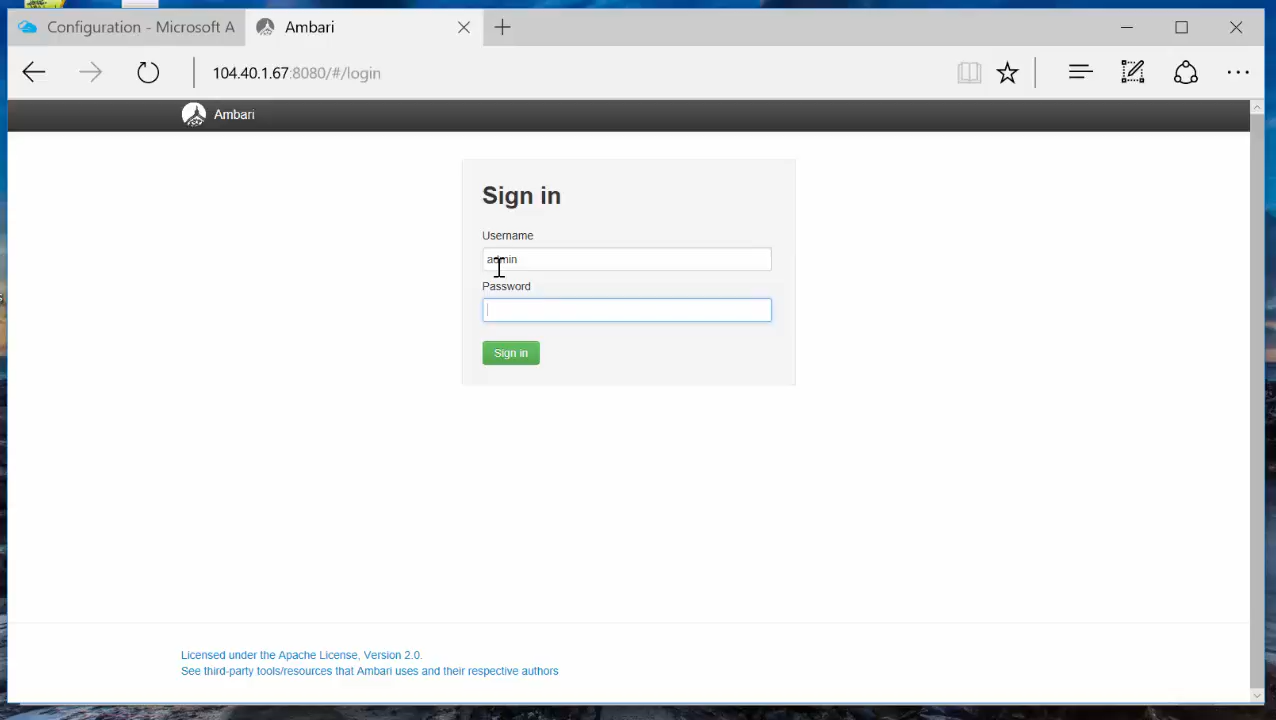 Configuration - Microsoft A
Ambari
104.40.1.67:8080/#/login
Ambari
Sign in
Username
admin
Password
Sign in
Licensed under the Apache License, Version 2.0.
See third-party tools/resources that Ambari uses and their respective authors